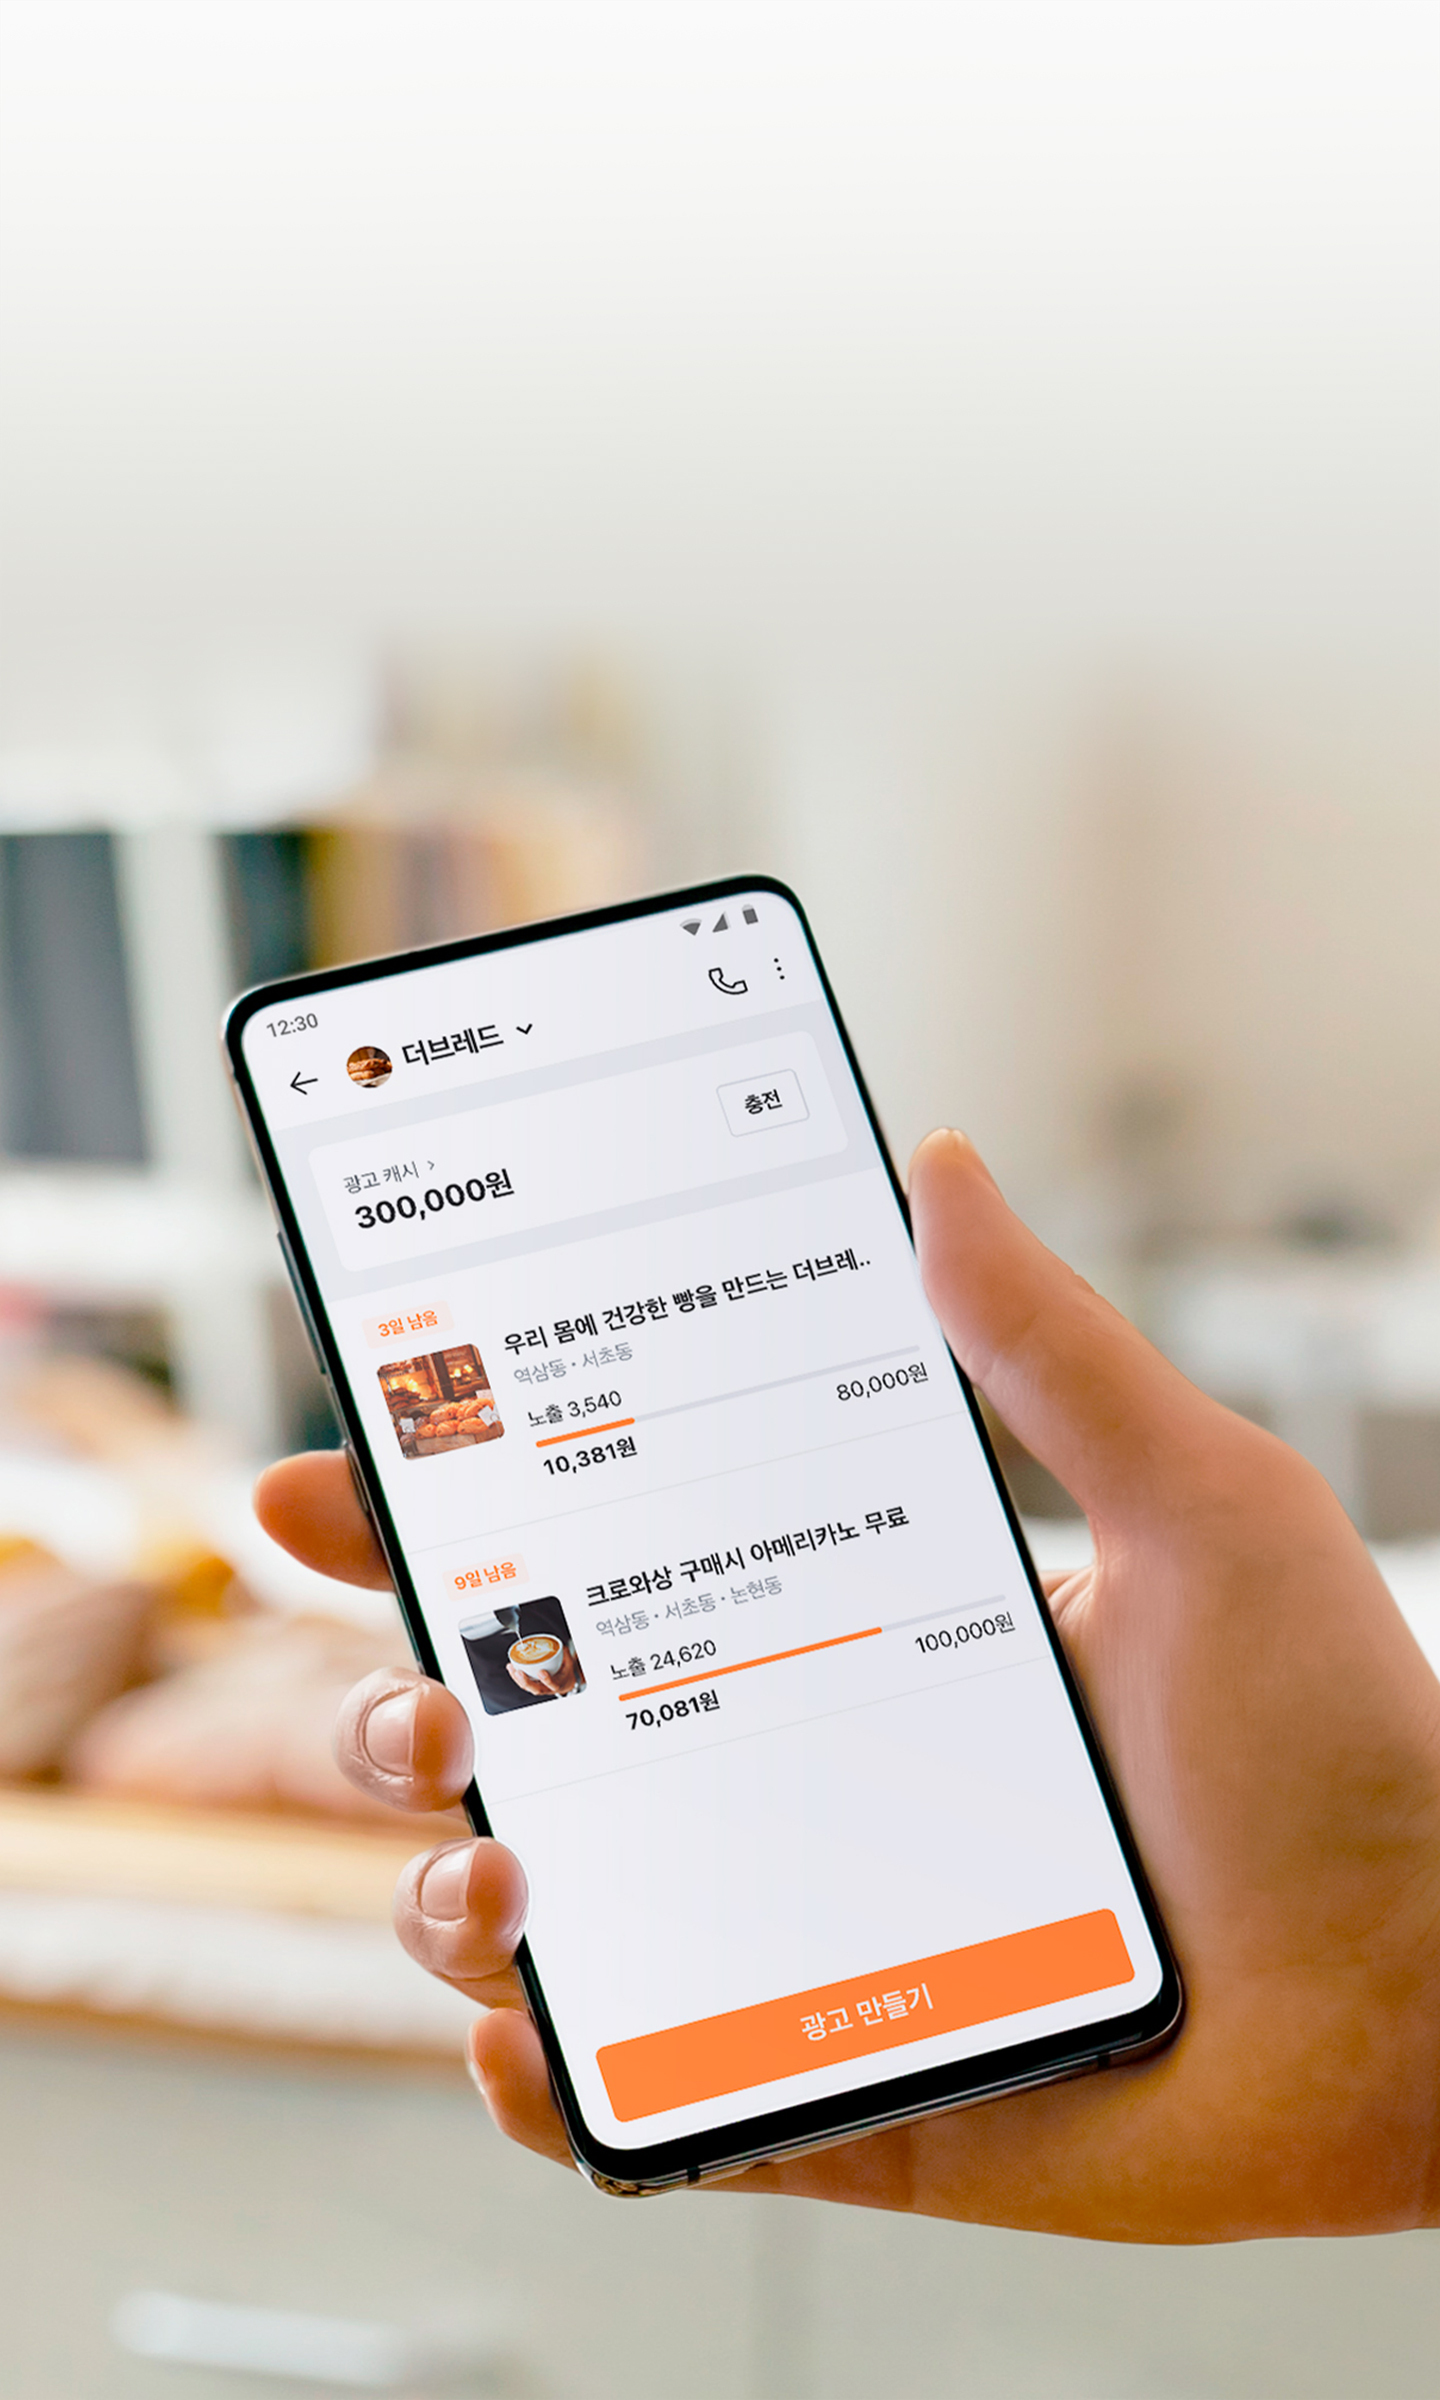 12:30
더브레드
충전
광고 캐시
300,000원
3일 남음
우리 몸에 건강한 빵을 만드는 더브레..
역삼동 · 서초동
노출 3,540
80,000원
10,381원
9일 남음
크로와상 구매시 아메리카노 무료
역삼동 · 서초동 · 논현동
노출 24,620
100,000원
70,081원
광고 만들기